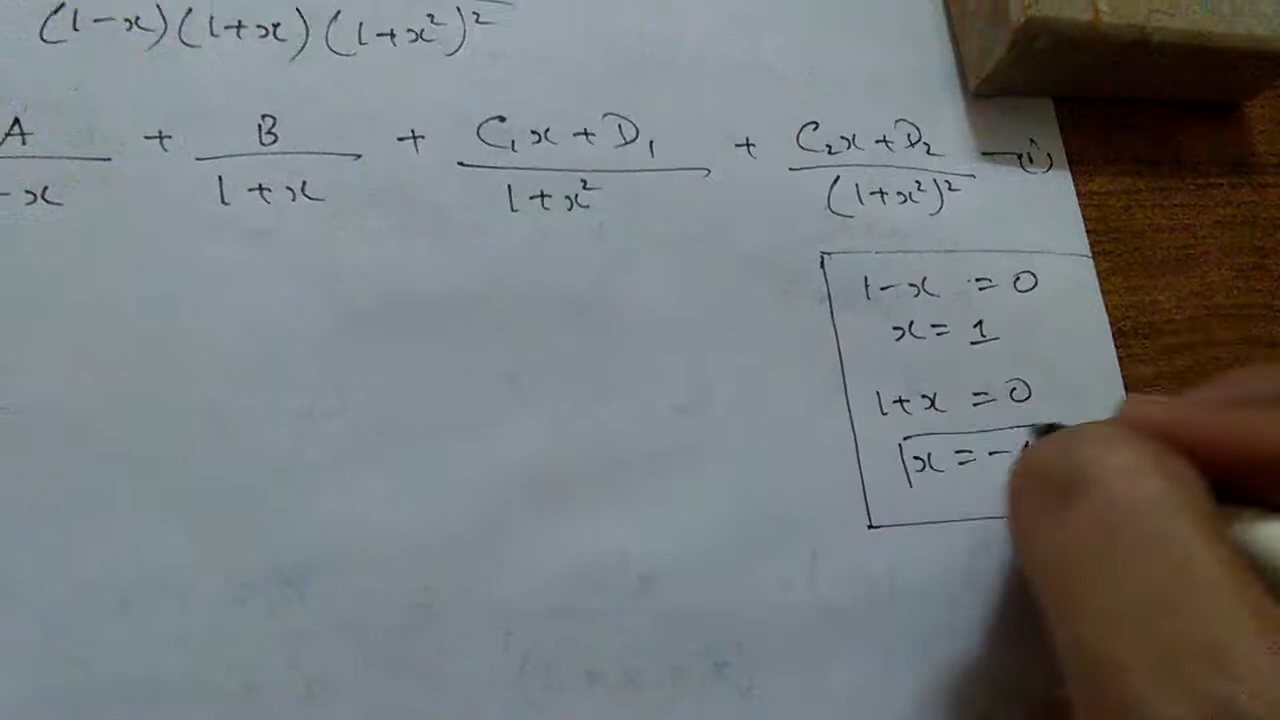 (1-x)(1+x)(1+x²)²
A/-x + B/1+x + C₁x+D₁/1+x² + C₂x+D₂/(1+x²)² —(i)
1-x = 0
x = 1
1+x = 0
x = -